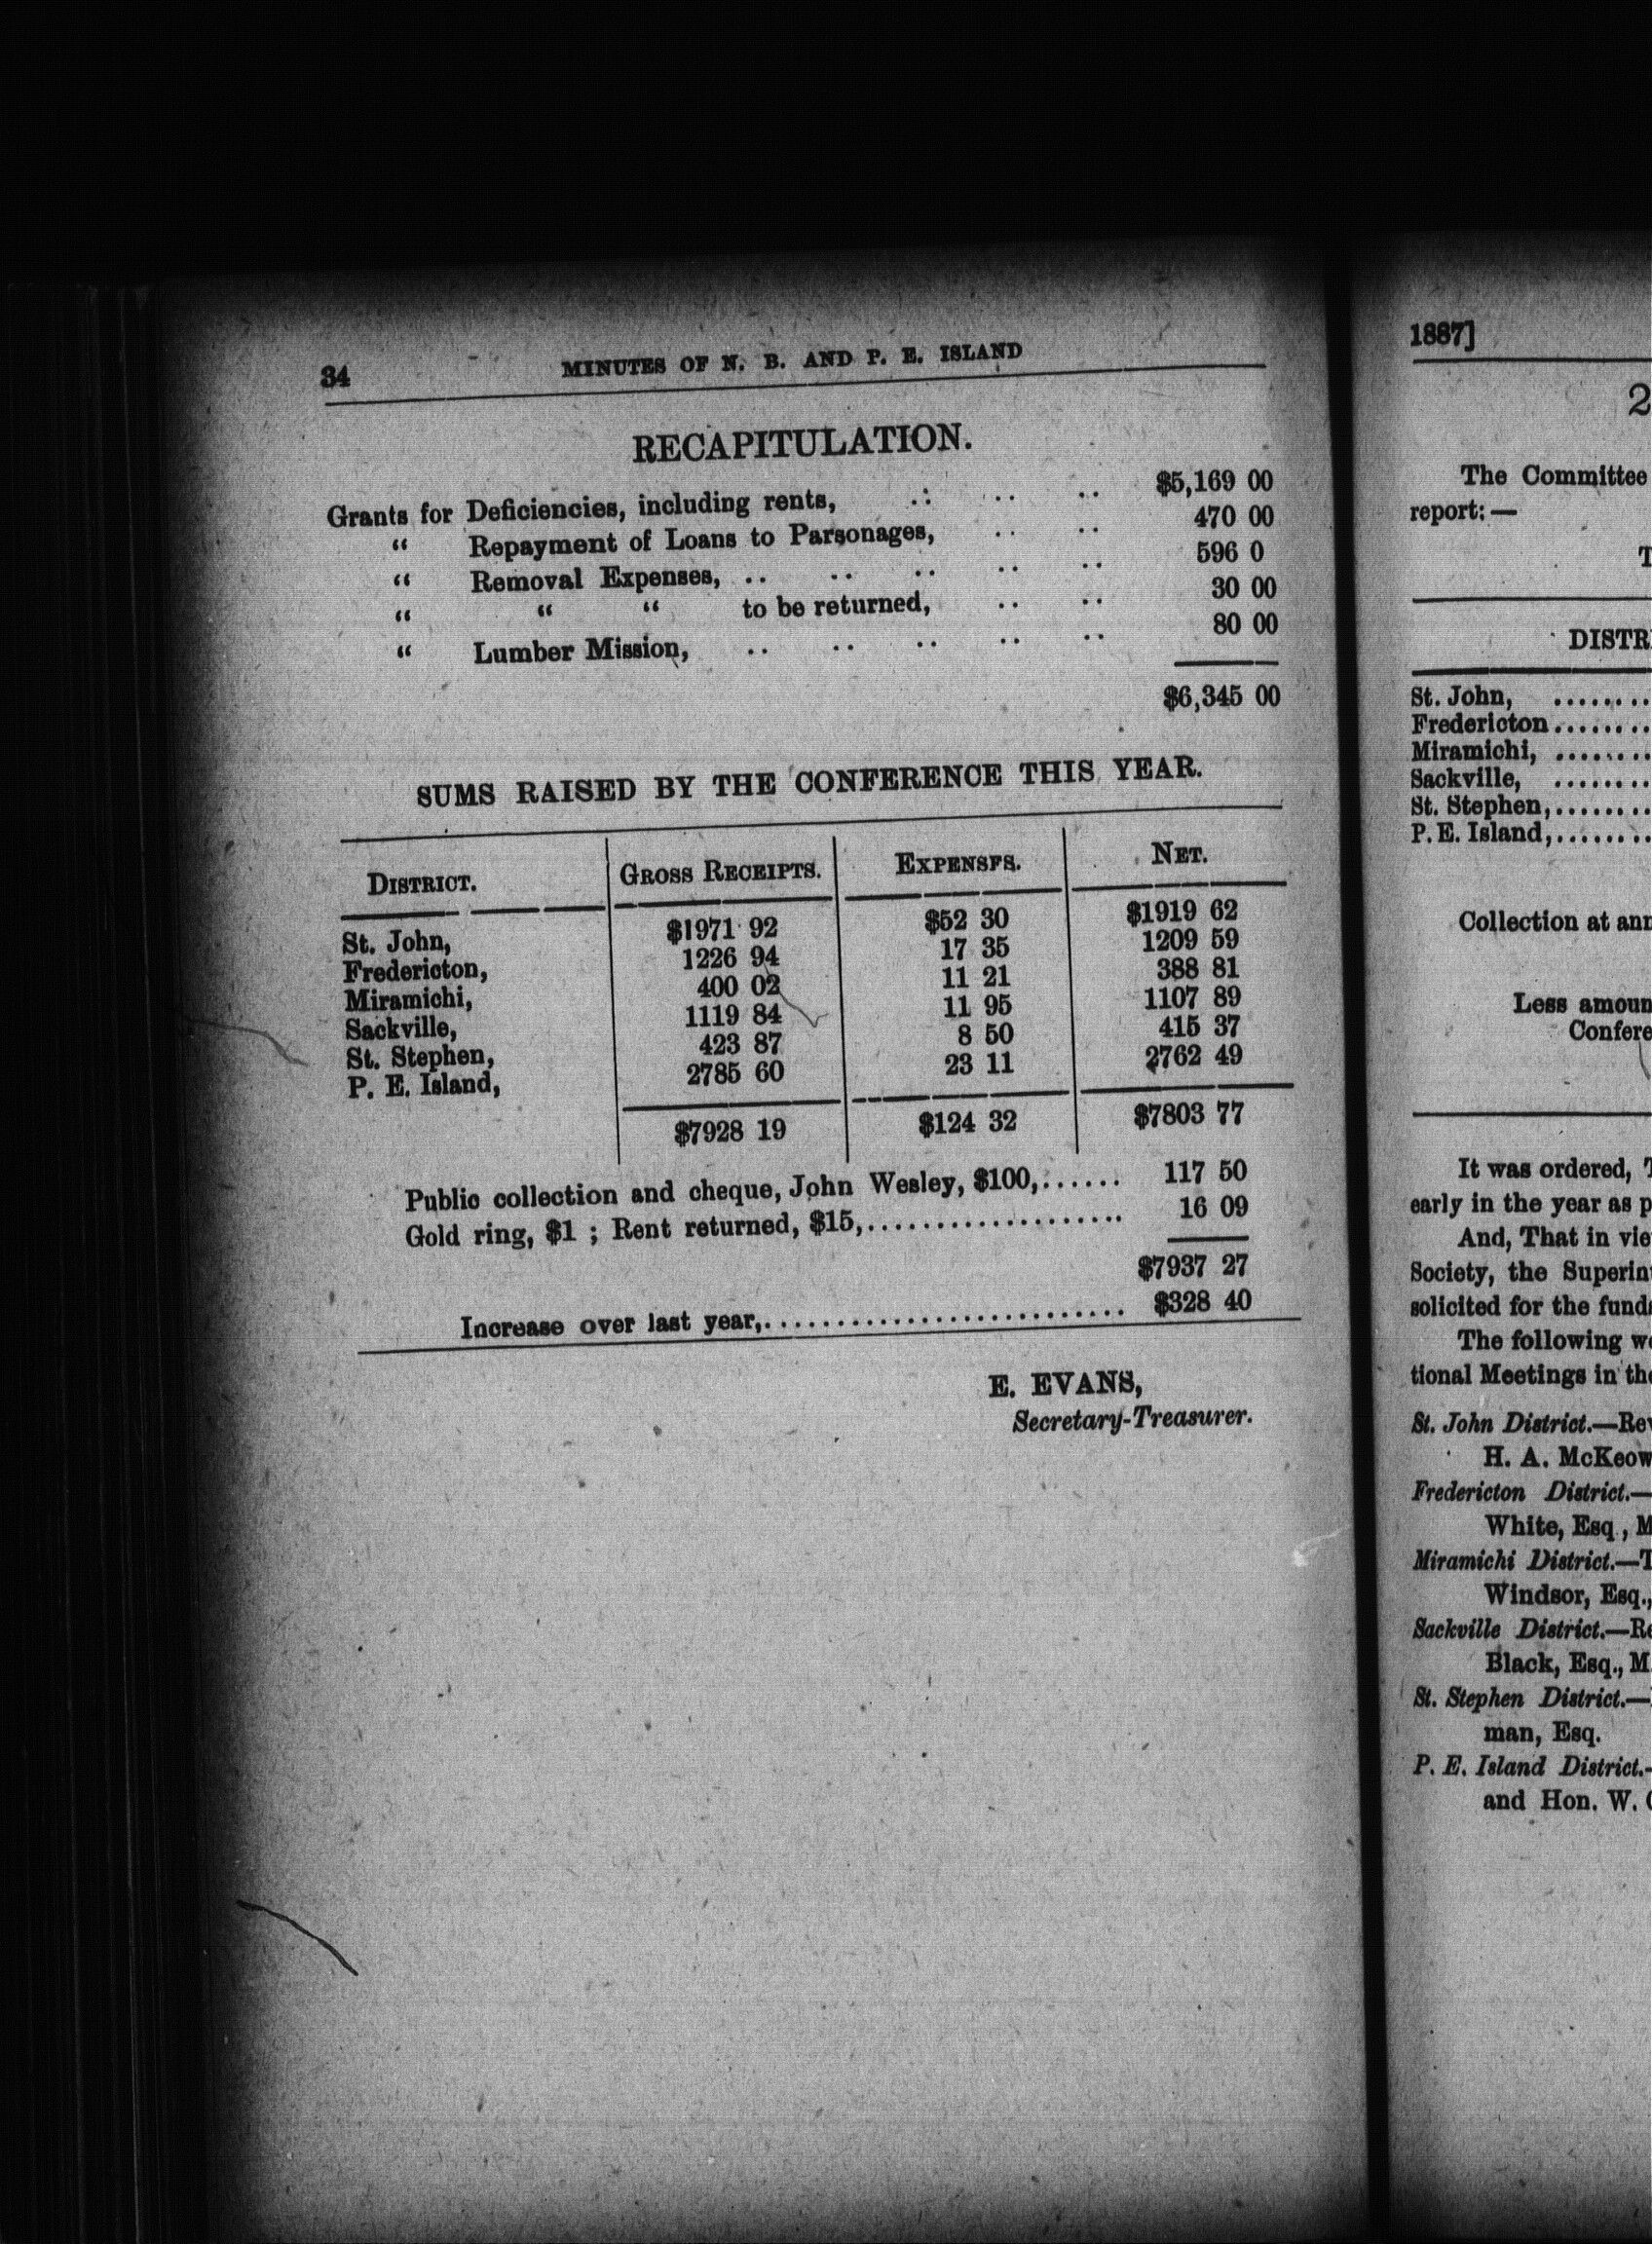 34 MINUTES OF N. B. AND P. E. ISLAND
RECAPITULATION.
Grants for Deficiencies, including rents, .. .. .. $5,169 00
“ Repayment of Loans to Parsonages, .. .. 470 00
“ Removal Expenses, .. .. .. .. .. 596 0
“ “ “ to be returned, .. .. 30 00
“ Lumber Mission, .. .. .. .. .. 80 00
$6,345 00
SUMS RAISED BY THE CONFERENCE THIS YEAR.
DISTRICT. GROSS RECEIPTS. EXPENSFS. NET.
St. John, $1971 92 $52 30 $1919 62
Fredericton, 1226 94 17 35 1209 59
Miramichi, 400 02 11 21 388 81
Sackville, 1119 84 11 95 1107 89
St. Stephen, 423 87 8 50 415 37
P. E. Island, 2785 60 23 11 2762 49
$7928 19 $124 32 $7803 77
Public collection and cheque, John Wesley, $100,...... 117 50
Gold ring, $1 ; Rent returned, $15,................... 16 09
$7937 27
Increase over last year,.......................... $328 40
E. EVANS,
Secretary-Treasurer.
1887]
2
The Committee
report:—
T
DISTR
St. John, ........
Fredericton.......
Miramichi, .......
Sackville, .......
St. Stephen,.......
P. E. Island,.......
Collection at ann
Less amoun
Confere
It was ordered, T
early in the year as p
And, That in vie
Society, the Superin
solicited for the funds
The following we
tional Meetings in the
St. John District.—Rev
H. A. McKeow
Fredericton District.—
White, Esq., M
Miramichi District.—T
Windsor, Esq.,
Sackville District.—Re
Black, Esq., M
St. Stephen District.—
man, Esq.
P. E. Island District.-
and Hon. W. C